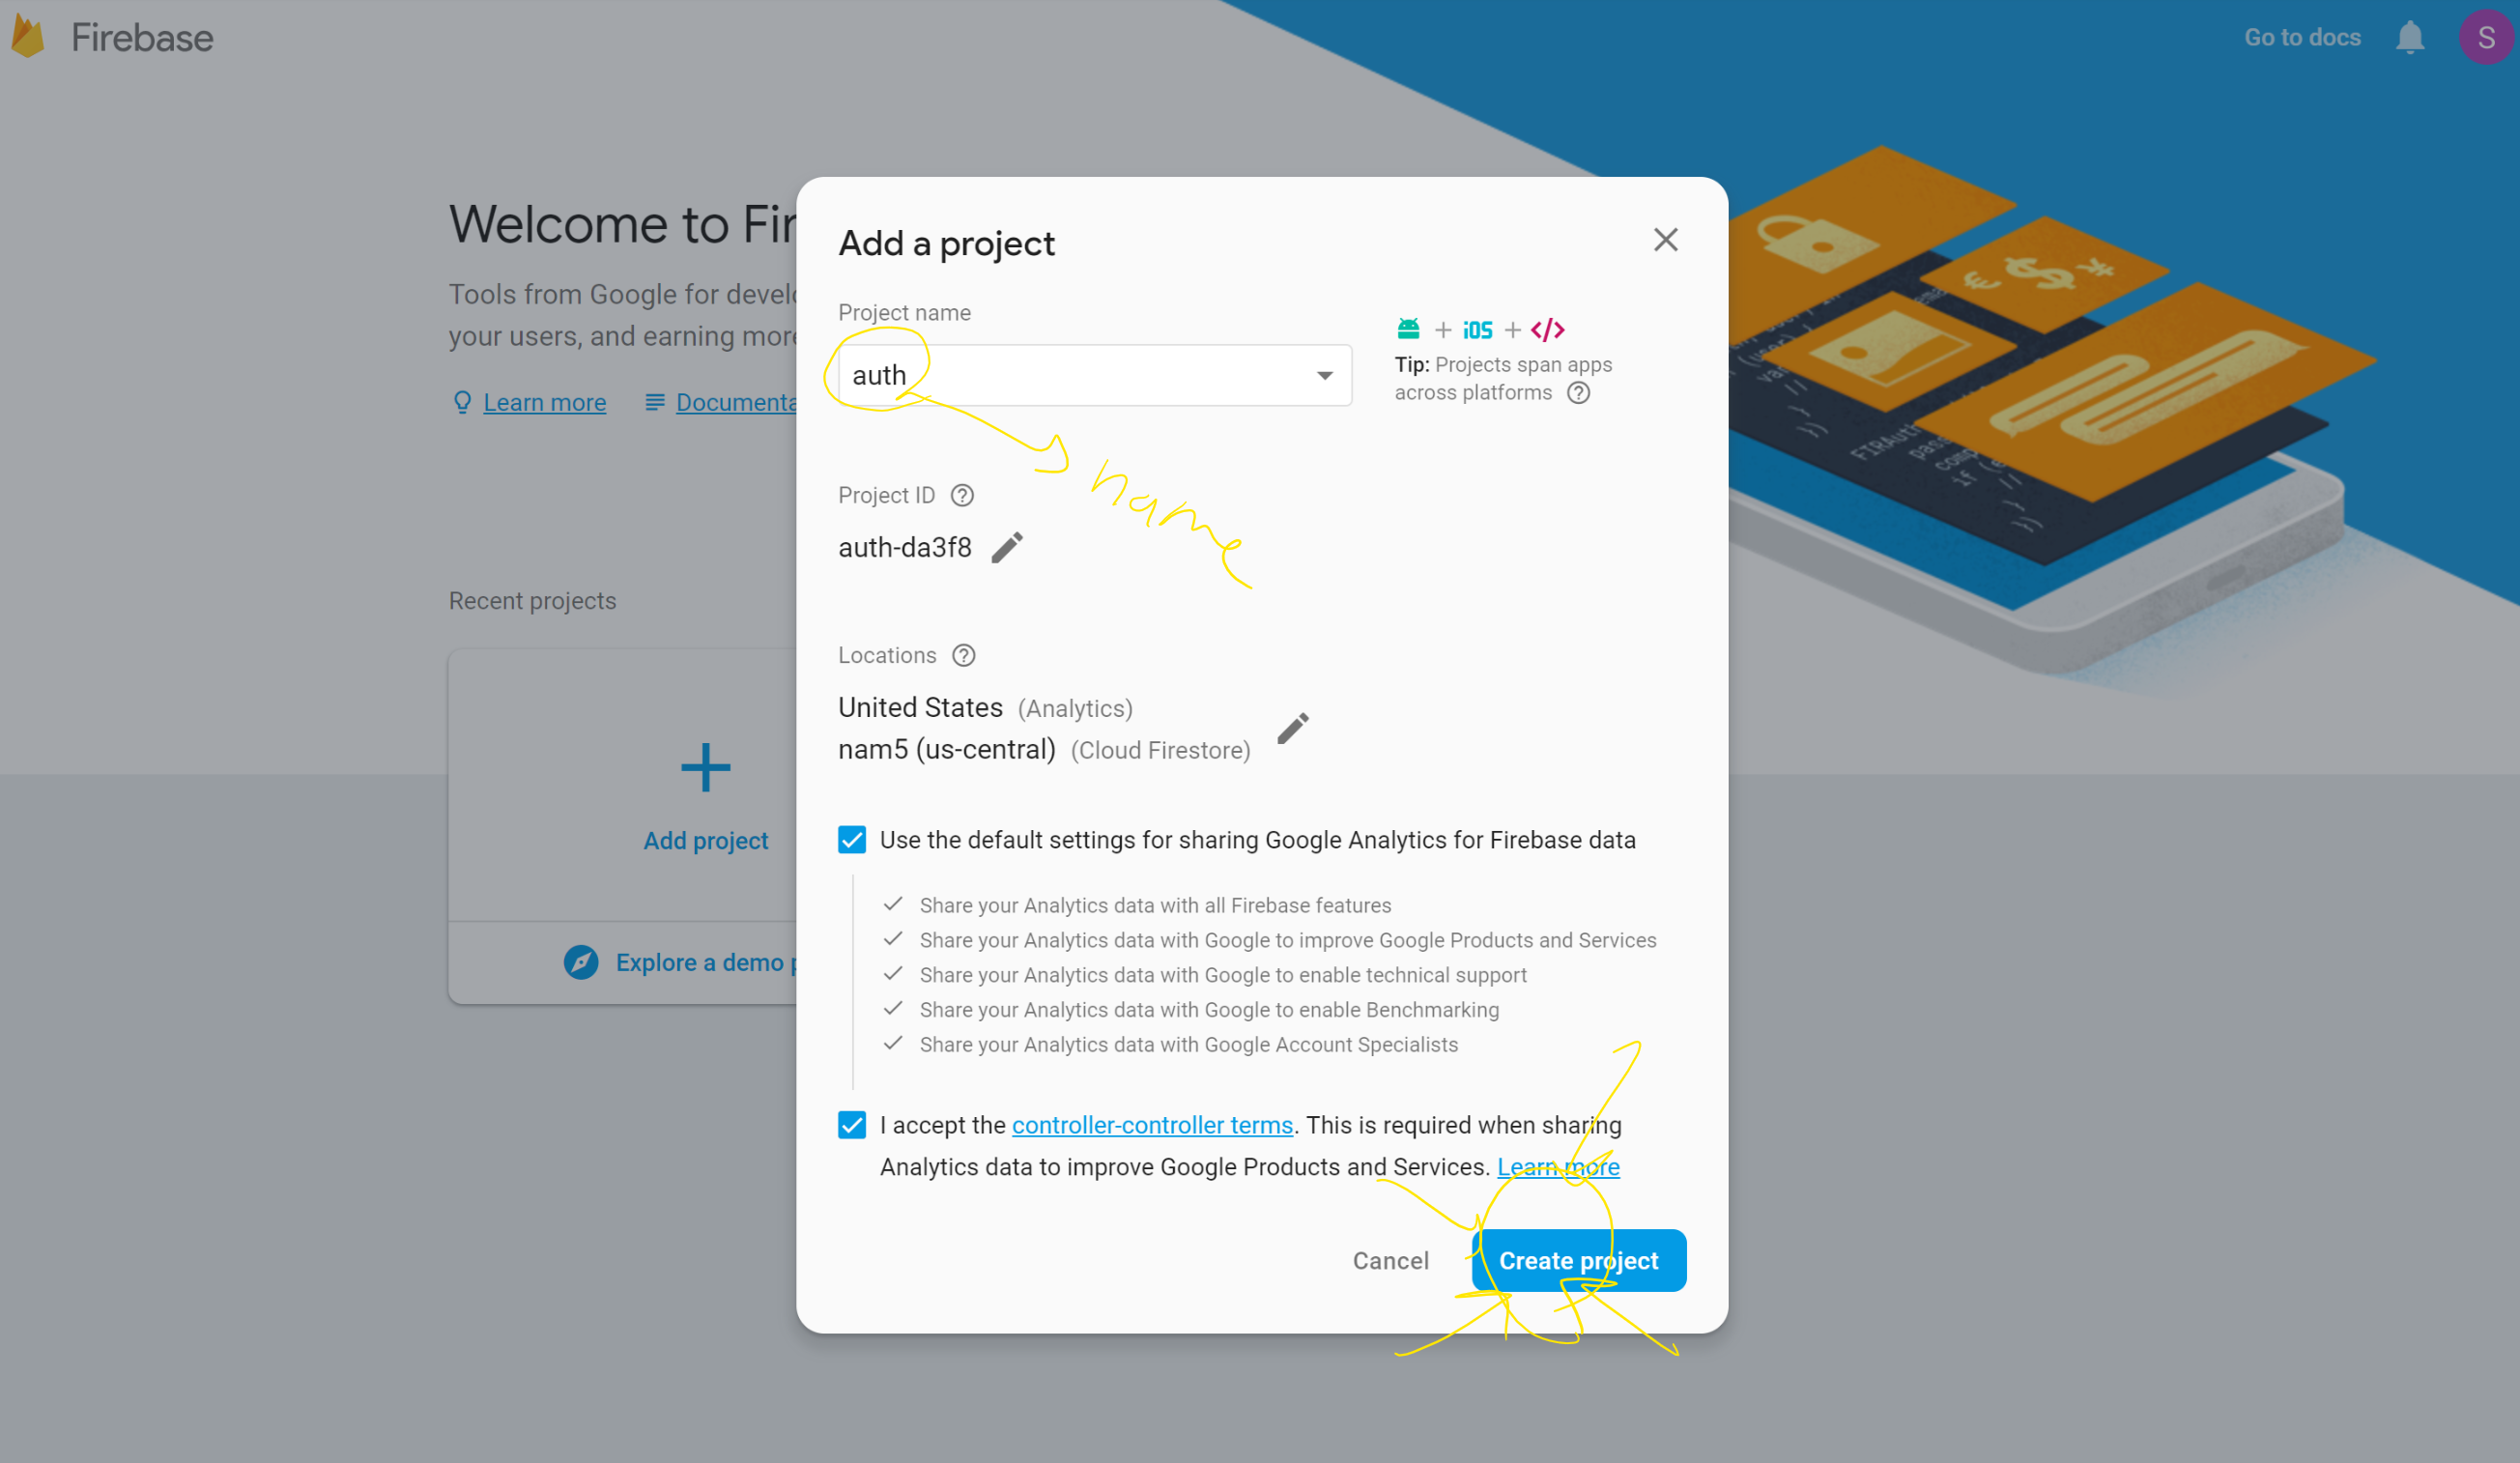 Firebase
Go to docs
S
Welcome to Fir
Tools from Google for develo
your users, and earning more
Learn more
Documenta
Recent projects
Add project
Explore a demo p
Add a project
Project name
auth
iOS
Tip: Projects span apps
across platforms
name
Project ID
auth-da3f8
Locations
United States (Analytics)
nam5 (us-central) (Cloud Firestore)
Use the default settings for sharing Google Analytics for Firebase data
Share your Analytics data with all Firebase features
Share your Analytics data with Google to improve Google Products and Services
Share your Analytics data with Google to enable technical support
Share your Analytics data with Google to enable Benchmarking
Share your Analytics data with Google Account Specialists
I accept the controller-controller terms. This is required when sharing
Analytics data to improve Google Products and Services. Learn more
Cancel
Create project
FIRAuth
pass
comp